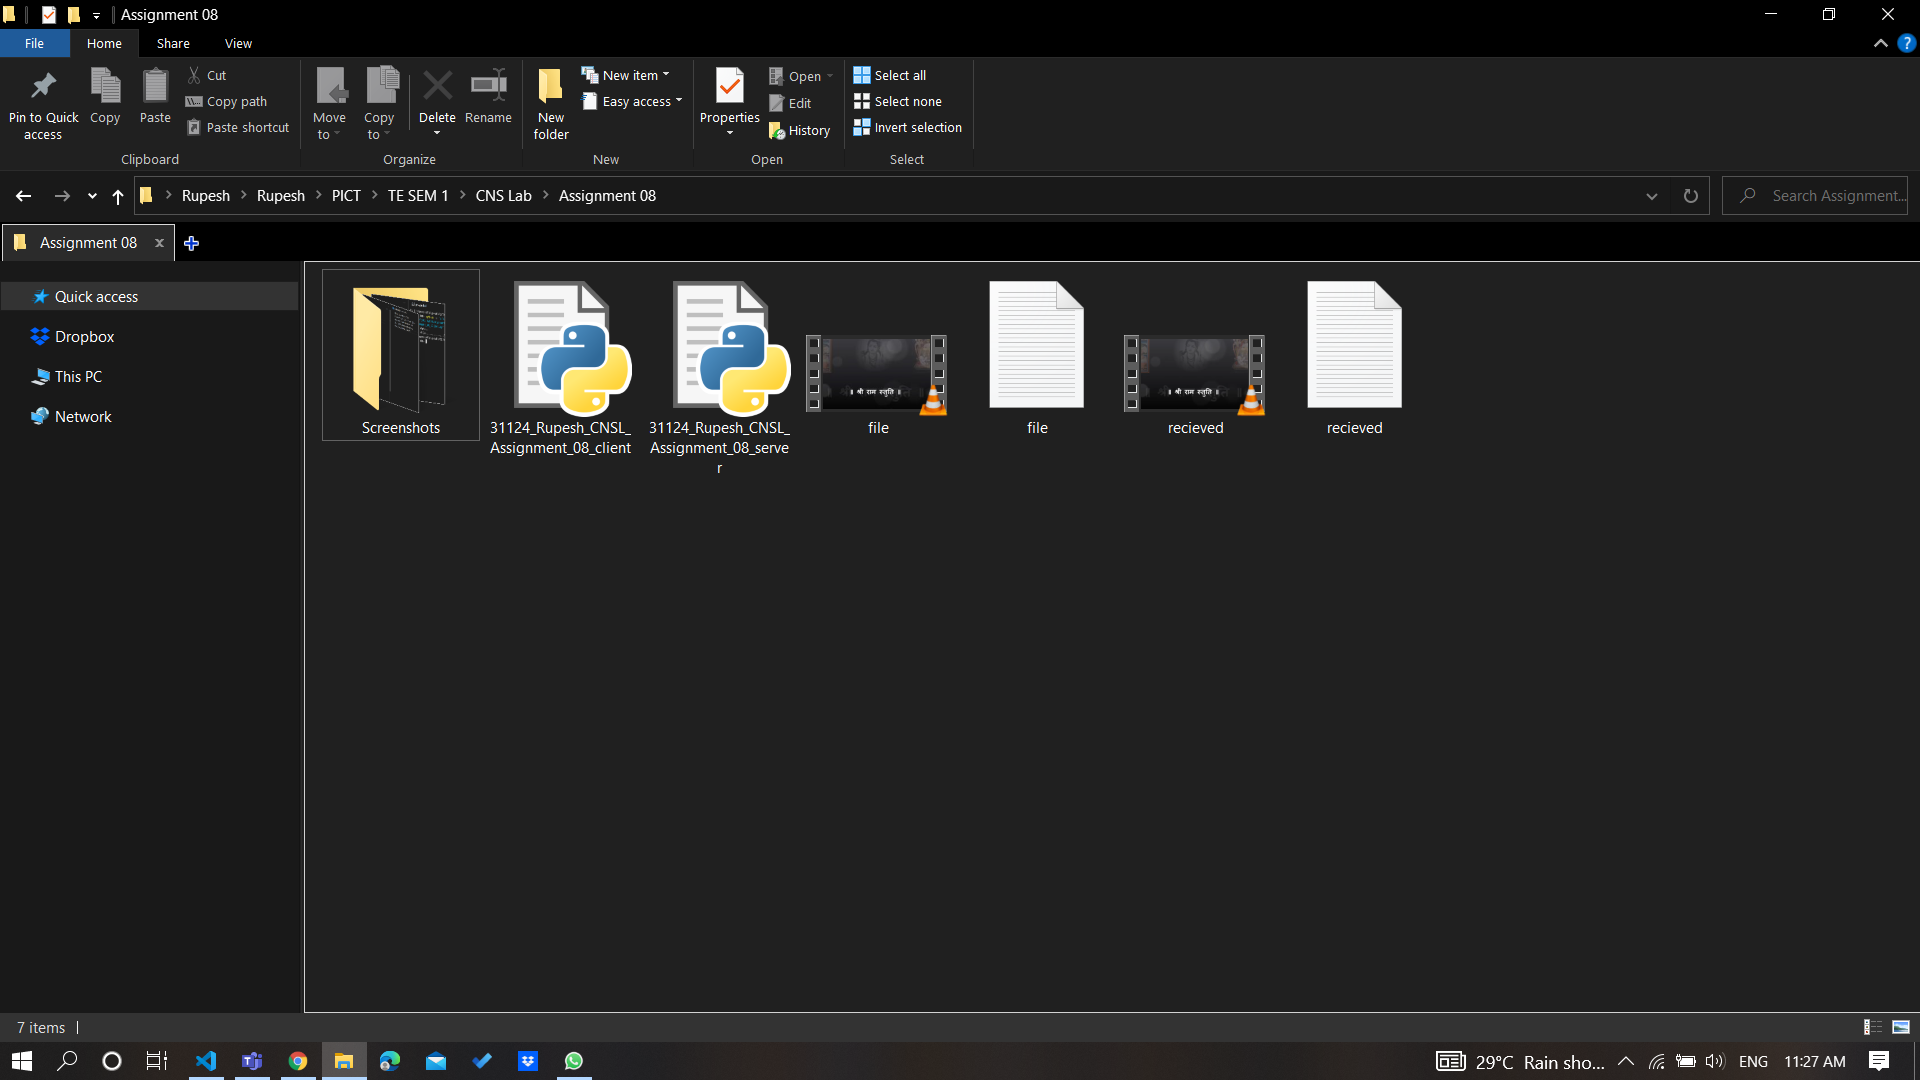 Assignment 08
File Home Share View
Pin to Quick access
Copy
Paste
Cut
Copy path
Paste shortcut
Clipboard
Move to
Copy to
Delete
Rename
Organize
New folder
New item
Easy access
New
Properties
Open
Edit
History
Open
Select all
Select none
Invert selection
Select
Rupesh Rupesh PICT TE SEM 1 CNS Lab Assignment 08
Search Assignment...
Assignment 08 x
Quick access
Dropbox
This PC
Network
Screenshots
31124_Rupesh_CNSL_
Assignment_08_client
31124_Rupesh_CNSL_
Assignment_08_serve
r
॥ श्री राम स्तुति ॥
file
file
॥ श्री राम स्तुति ॥
recieved
recieved
7 items
29°C Rain sho... ENG 11:27 AM